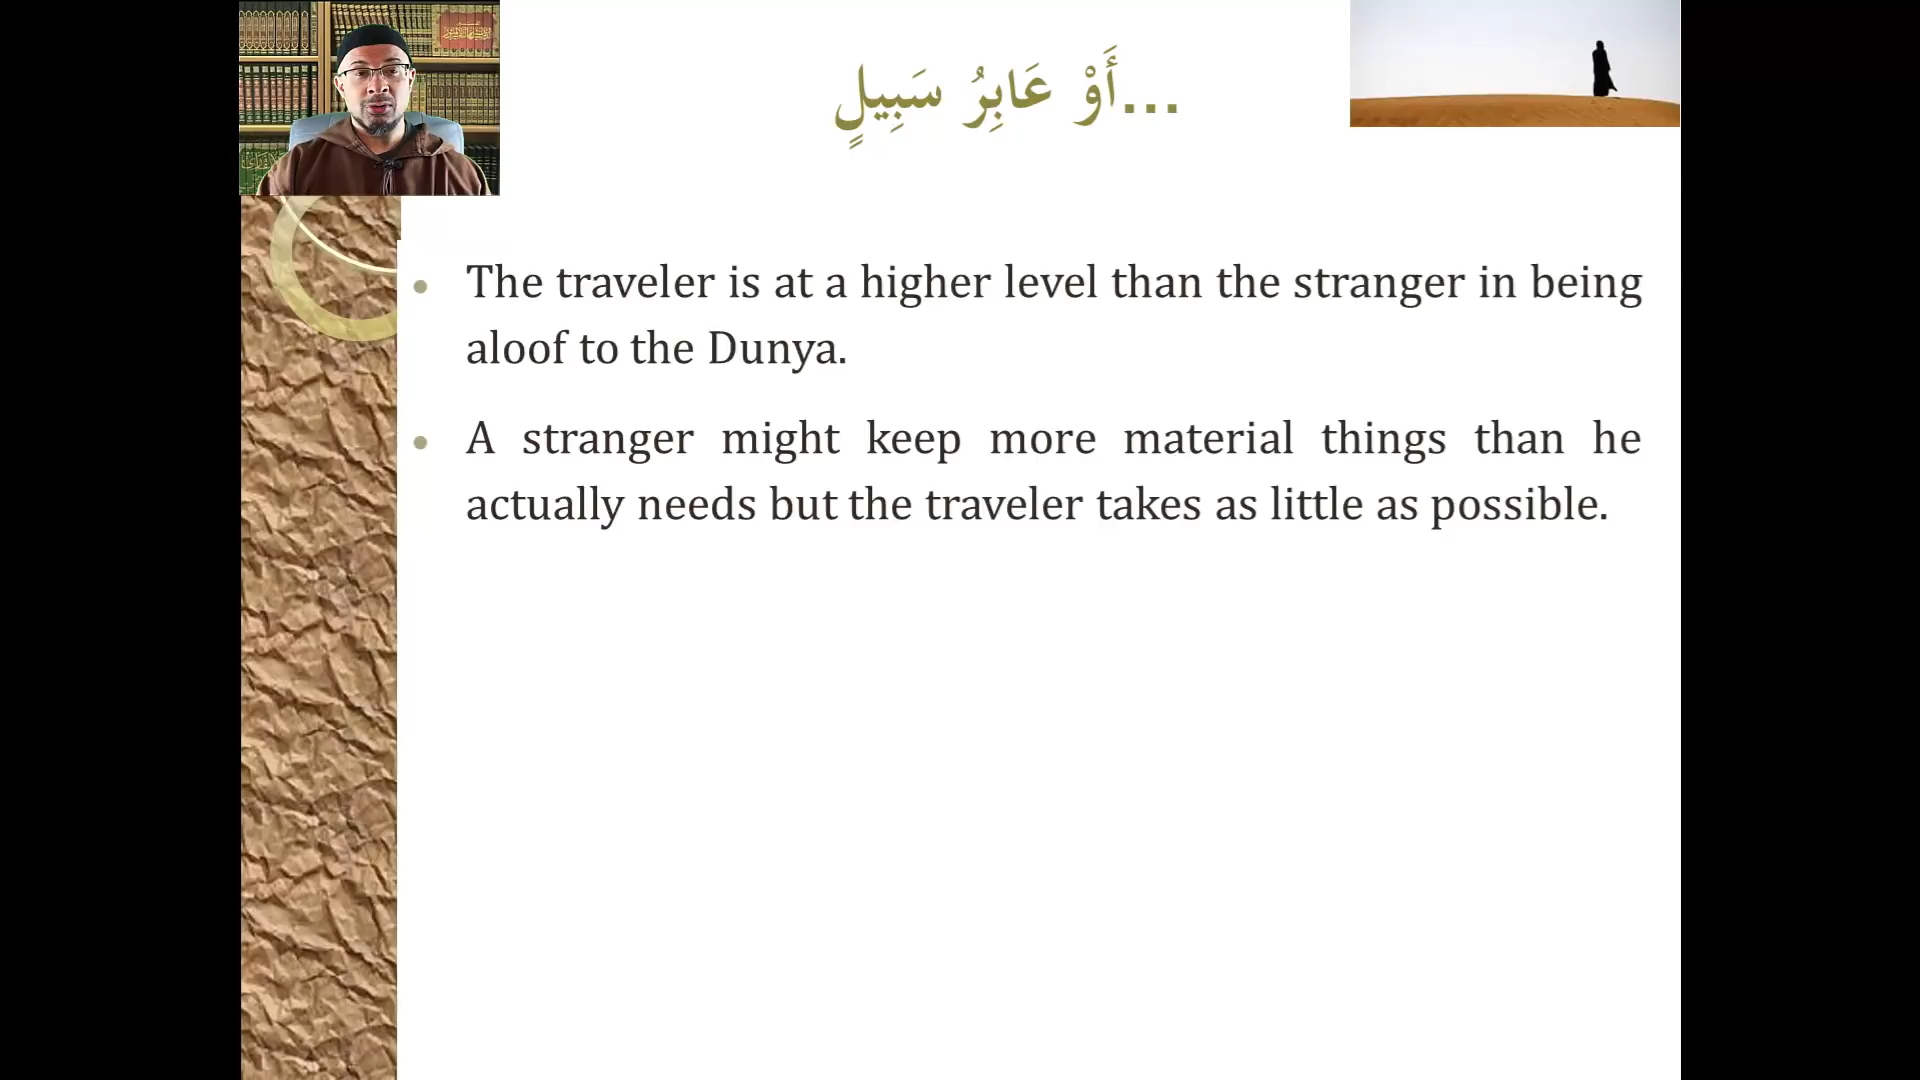 ...أَوْ عَابِرُ سَبِيلٍ
The traveler is at a higher level than the stranger in being
aloof to the Dunya.
A stranger might keep more material things than he
actually needs but the traveler takes as little as possible.